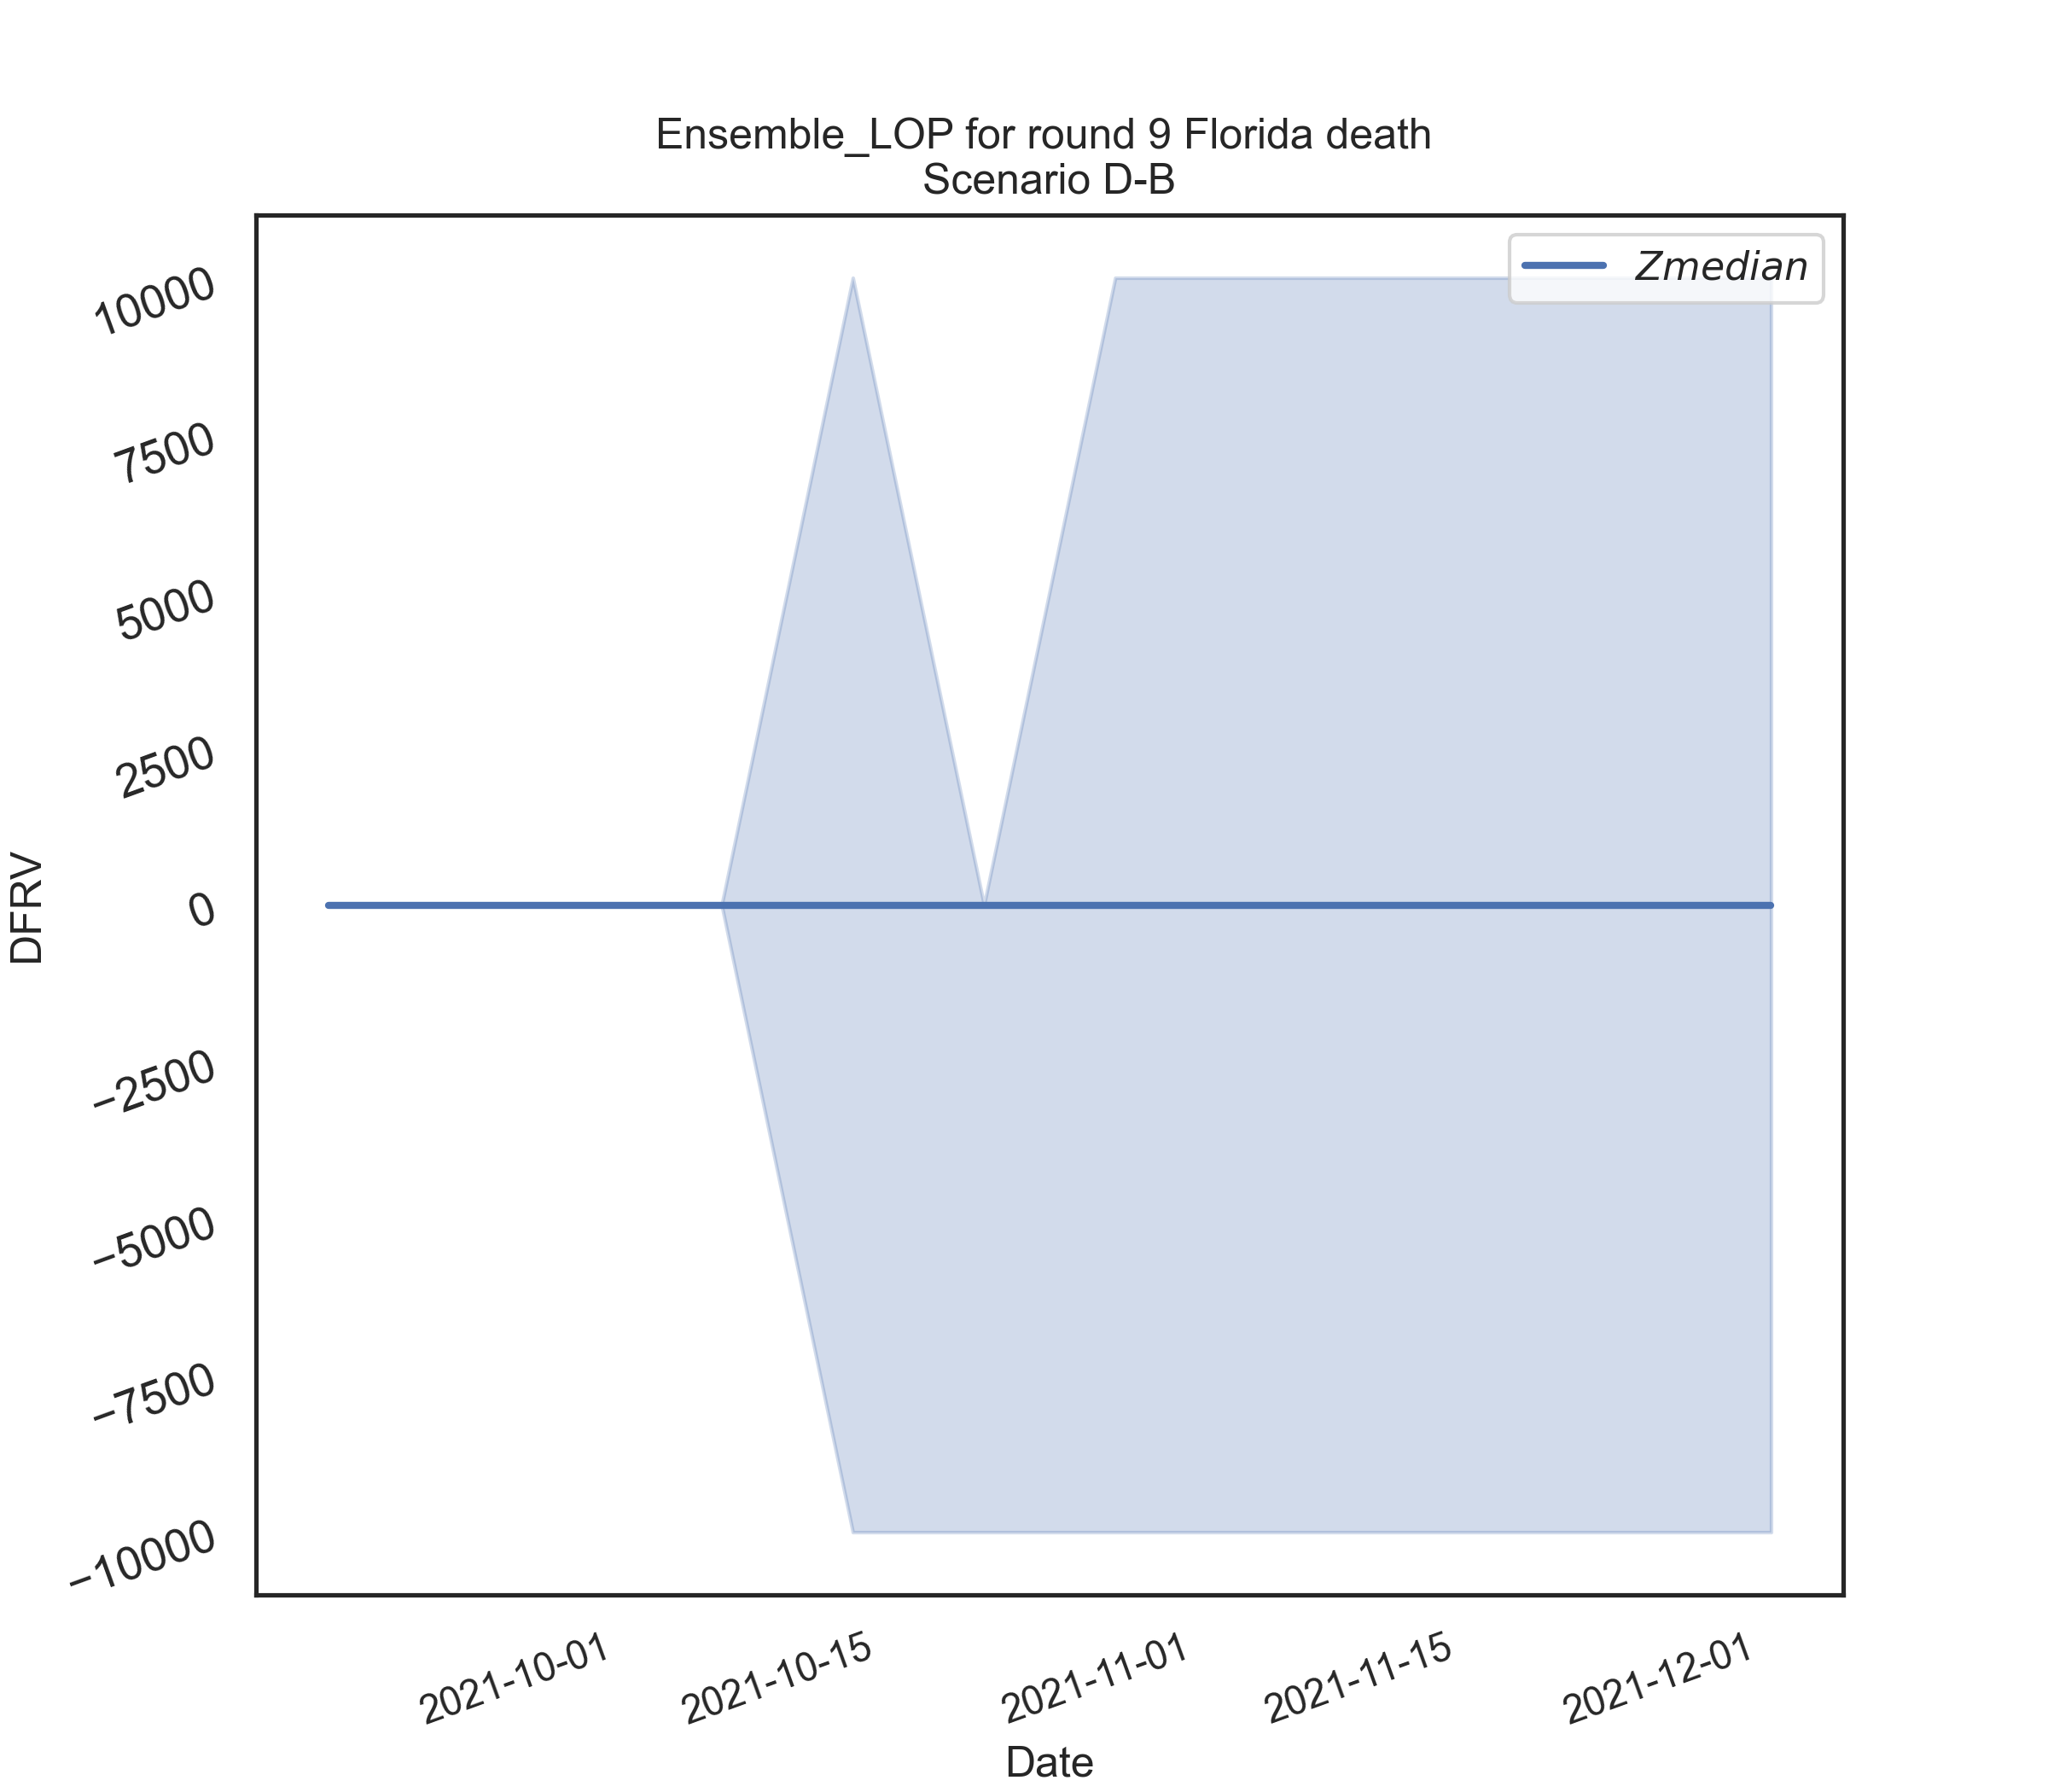 Ensemble_LOP for round 9 Florida death
Scenario D-B
Zmedian
10000
7500
5000
2500
0
−2500
−5000
−7500
−10000
DFRV
2021-10-01
2021-10-15
2021-11-01
2021-11-15
2021-12-01
Date